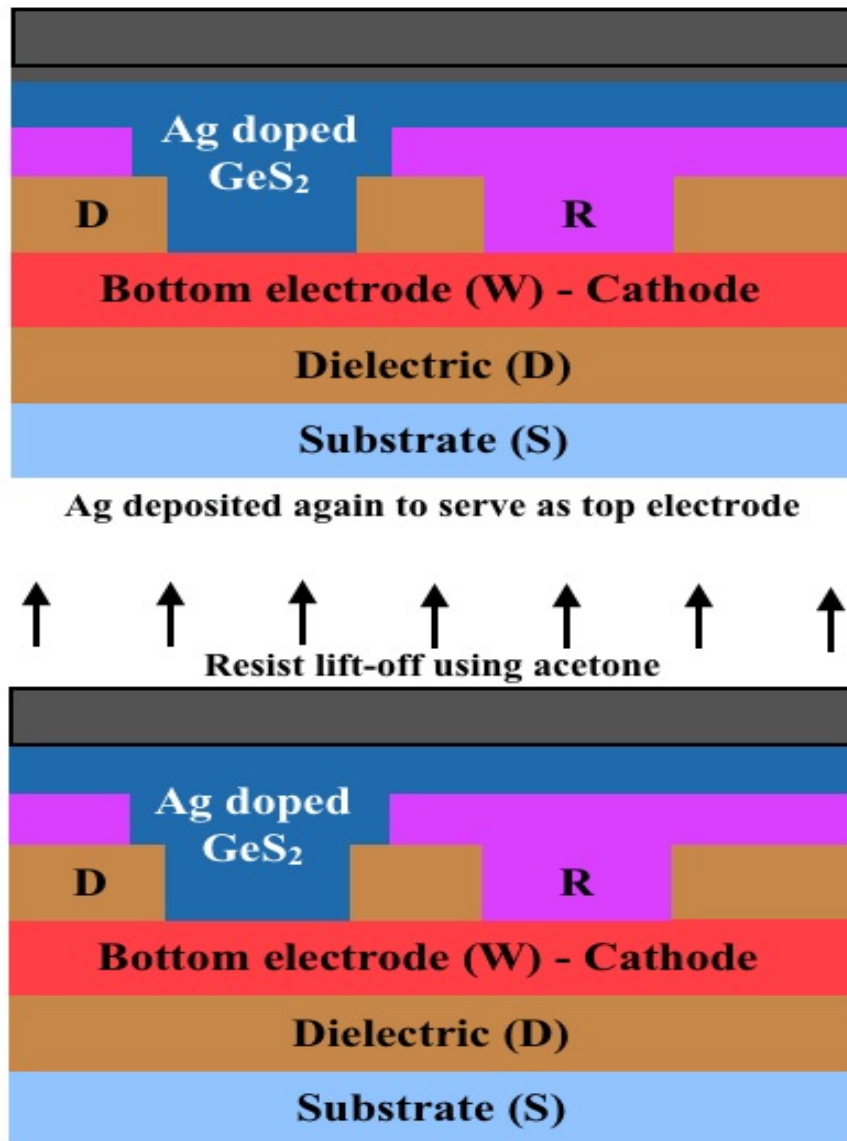 Ag doped
GeS₂
D
R
Bottom electrode (W) - Cathode
Dielectric (D)
Substrate (S)
Ag deposited again to serve as top electrode
Resist lift-off using acetone
Ag doped
GeS₂
D
R
Bottom electrode (W) - Cathode
Dielectric (D)
Substrate (S)